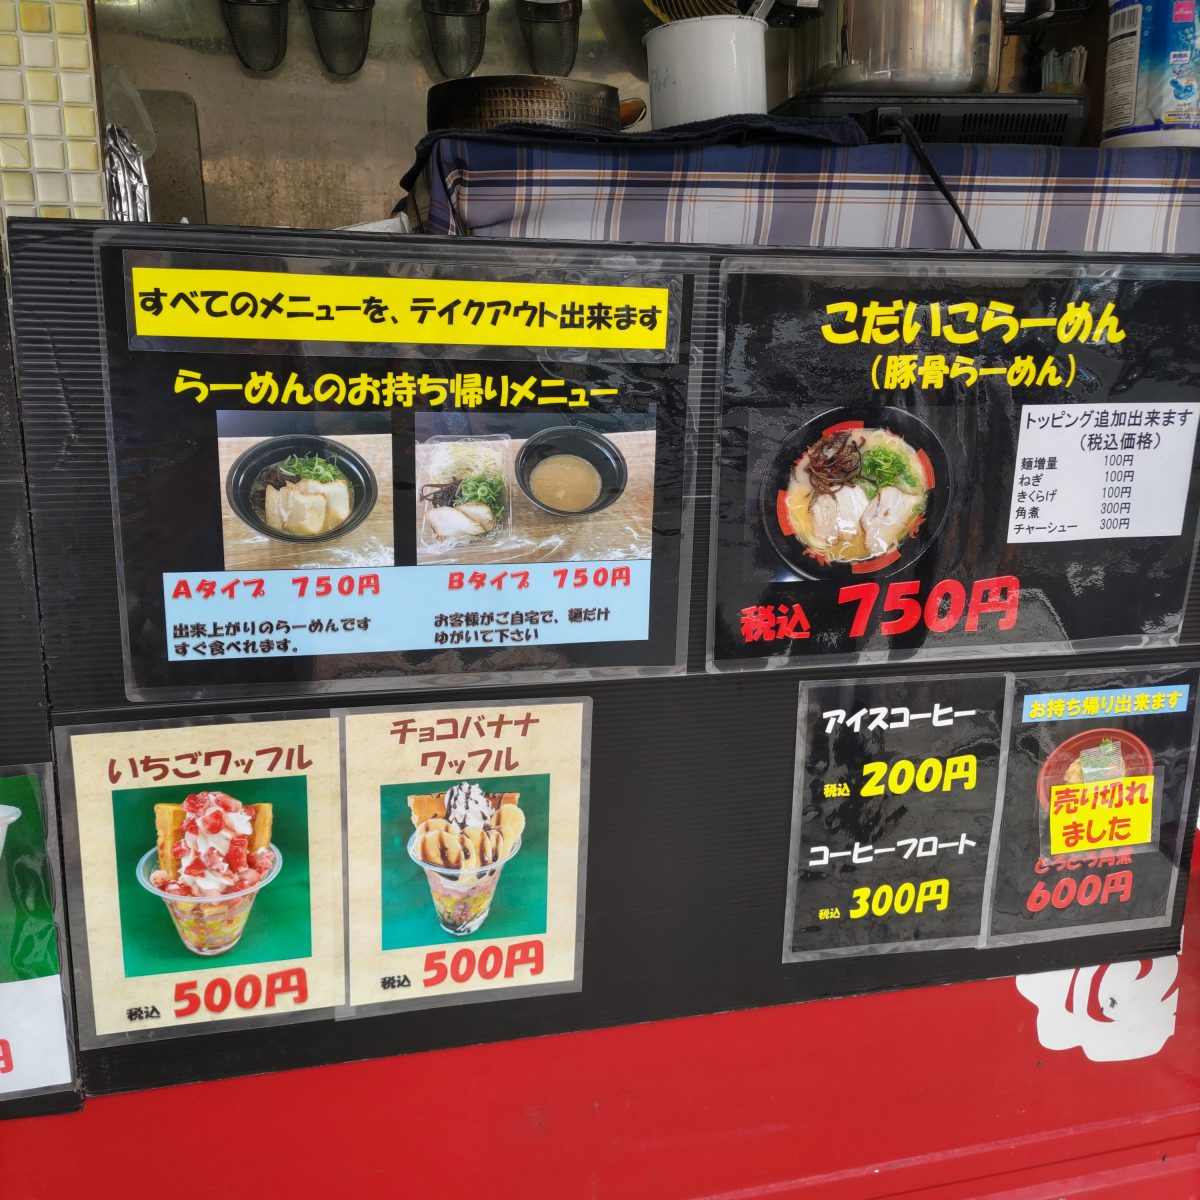 すべてのメニューを、テイクアウト出来ます
らーめんのお持ち帰りメニュー
Aタイプ 750円
出来上がりのらーめんです
すぐ食べれます。
Bタイプ 750円
お客様がご自宅で、麺だけ
ゆがいて下さい
こだいこらーめん
(豚骨らーめん)
トッピング追加出来ます
(税込価格)
麺増量 100円
ねぎ 100円
きくらげ 100円
角煮 300円
チャーシュー 300円
税込 750円
いちごワッフル
税込 500円
チョコバナナ
ワッフル
税込 500円
アイスコーヒー
税込 200円
コーヒーフロート
税込 300円
お持ち帰り出来ます
売り切れ
ました
600円
円